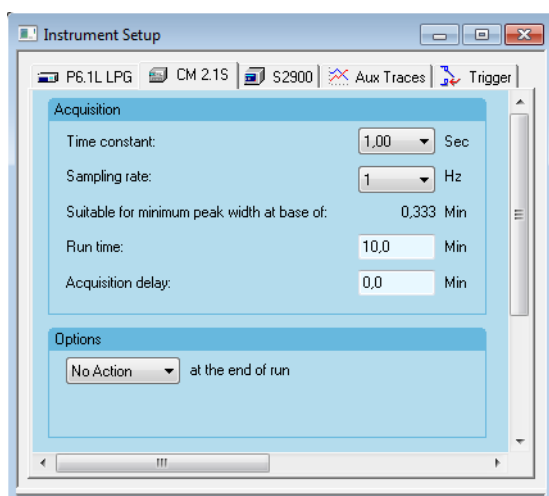 Instrument Setup
P6.1L LPG CM 2.1S S2900 Aux Traces Trigger
Acquisition
Time constant: 1,00 Sec
Sampling rate: 1 Hz
Suitable for minimum peak width at base of: 0,333 Min
Run time: 10,0 Min
Acquisition delay: 0,0 Min
Options
No Action at the end of run